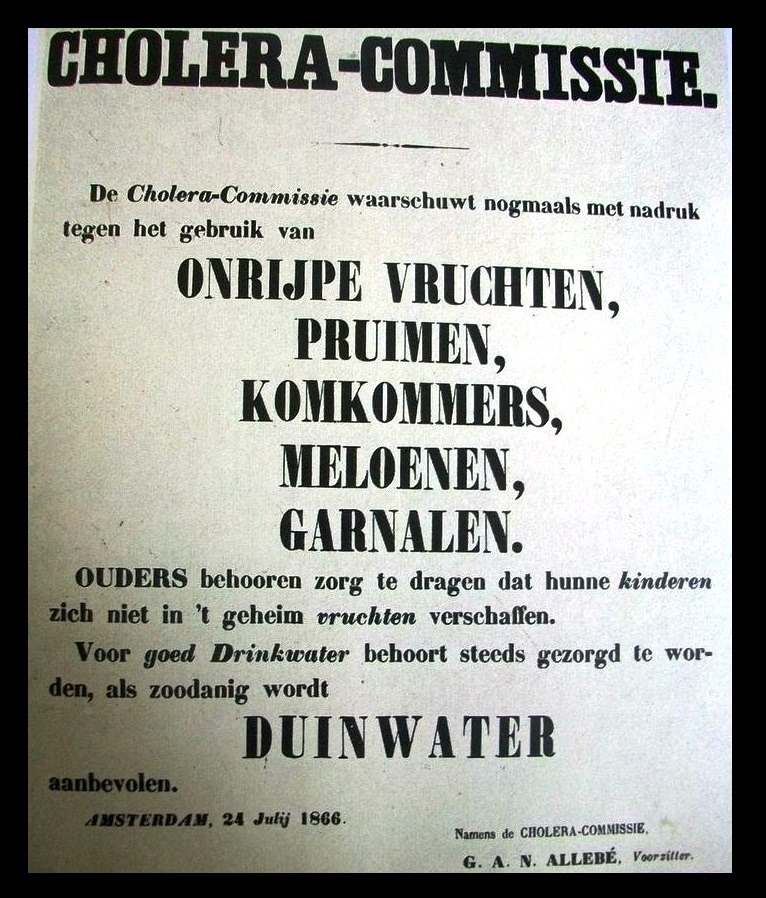 CHOLERA-COMMISSIE.
De Cholera-Commissie waarschuwt nogmaals met nadruk
tegen het gebruik van
ONRIJPE VRUCHTEN,
PRUIMEN,
KOMKOMMERS,
MELOENEN,
GARNALEN.
OUDERS behooren zorg te dragen dat hunne kinderen
zich niet in 't geheim vruchten verschaffen.
Voor goed Drinkwater behoort steeds gezorgd te wor-
den, als zoodanig wordt
DUINWATER
aanbevolen.
AMSTERDAM, 24 Julij 1866.
Namens de CHOLERA-COMMISSIE,
G. A. N. ALLEBÉ, Voorzitter.